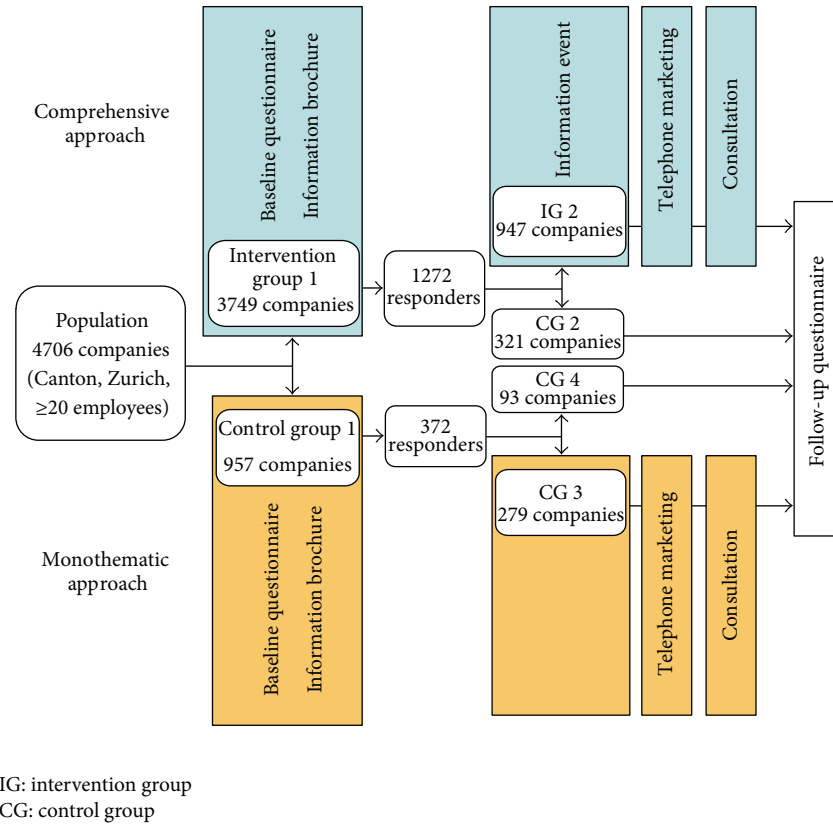 Comprehensive
approach
Baseline questionnaire
Information brochure
Intervention
group 1
3749 companies
1272
responders
Information event
IG 2
947 companies
Telephone marketing
Consultation
CG 2
321 companies
Population
4706 companies
(Canton, Zurich,
≥20 employees)
CG 4
93 companies
Follow-up questionnaire
Control group 1
957 companies
372
responders
CG 3
279 companies
Monothematic
approach
Baseline questionnaire
Information brochure
Telephone marketing
Consultation
IG: intervention group
CG: control group